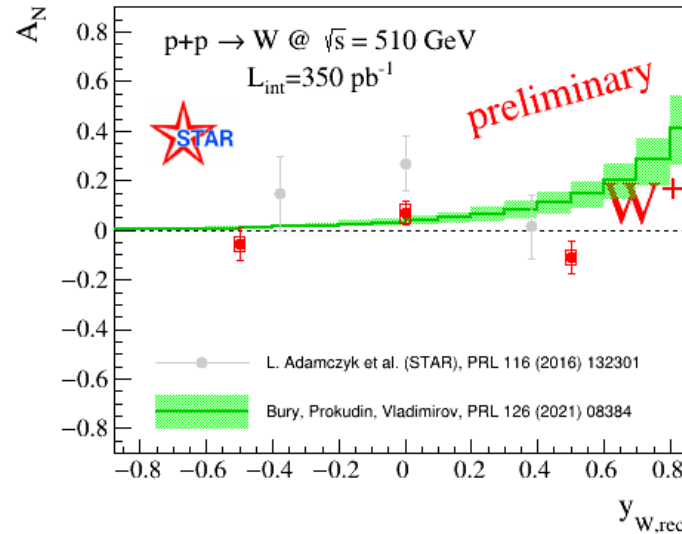 A_N
p+p → W @ √s = 510 GeV
L_int=350 pb⁻¹
preliminary
STAR
W⁺
0.8
0.6
0.4
0.2
0
−0.2
−0.4
−0.6
−0.8
L. Adamczyk et al. (STAR), PRL 116 (2016) 132301
Bury, Prokudin, Vladimirov, PRL 126 (2021) 08384
−0.8 −0.6 −0.4 −0.2 0 0.2 0.4 0.6 0.8
y_W,rec